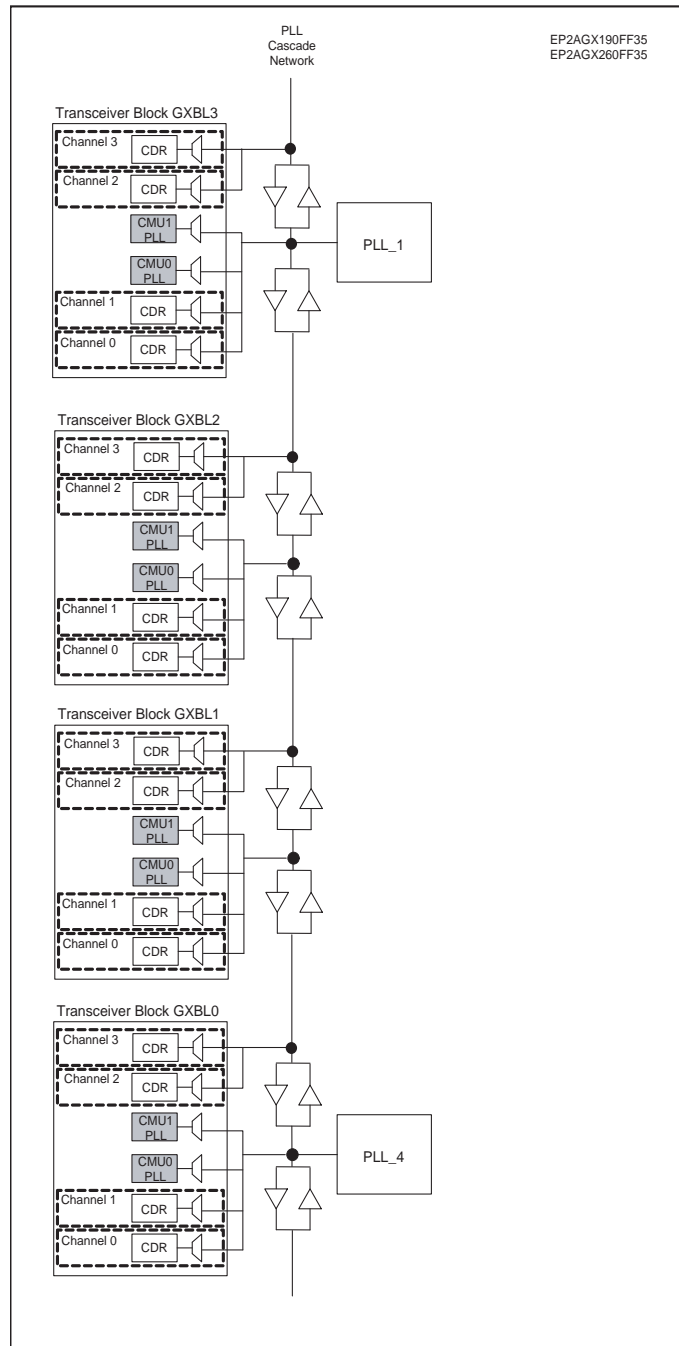 PLL
Cascade
Network
EP2AGX190FF35
EP2AGX260FF35
Transceiver Block GXBL3
Channel 3
CDR
Channel 2
CDR
CMU1
PLL
CMU0
PLL
Channel 1
CDR
Channel 0
CDR
PLL_1
Transceiver Block GXBL2
Channel 3
CDR
Channel 2
CDR
CMU1
PLL
CMU0
PLL
Channel 1
CDR
Channel 0
CDR
Transceiver Block GXBL1
Channel 3
CDR
Channel 2
CDR
CMU1
PLL
CMU0
PLL
Channel 1
CDR
Channel 0
CDR
Transceiver Block GXBL0
Channel 3
CDR
Channel 2
CDR
CMU1
PLL
CMU0
PLL
Channel 1
CDR
Channel 0
CDR
PLL_4